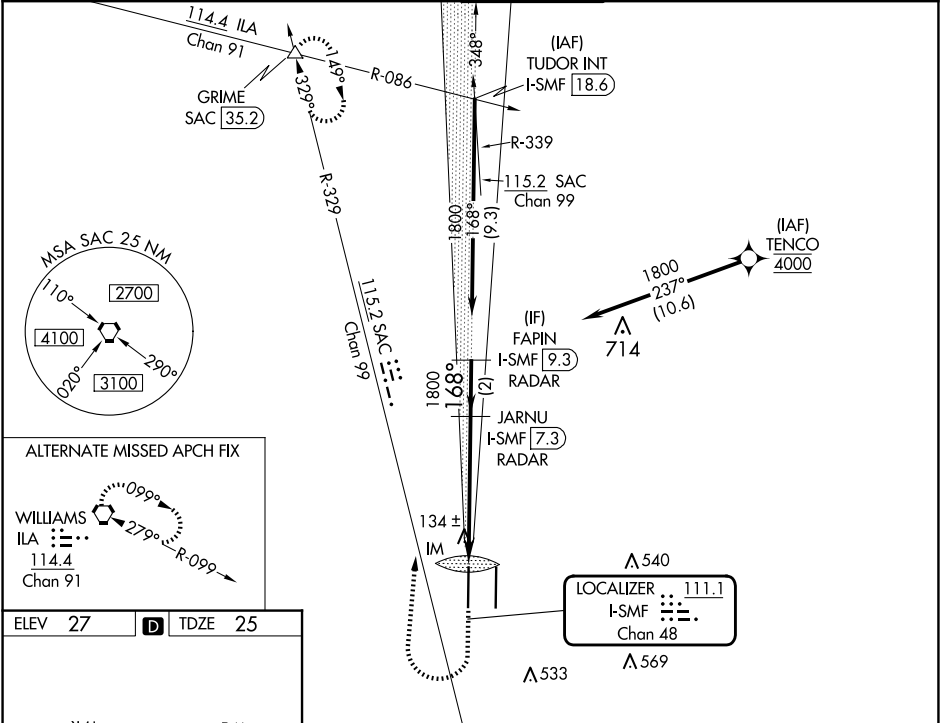 114.4 ILA
Chan 91
149°
329°
GRIME
SAC 35.2
R-086
348°
(IAF)
TUDOR INT
I-SMF 18.6
R-339
115.2 SAC
Chan 99
1800
168°
(9.3)
R-329
115.2 SAC
Chan 99
(IAF)
TENCO
4000
1800
237°
(10.6)
714
MSA SAC 25 NM
110°
2700
4100
290°
020°
3100
(IF)
FAPIN
I-SMF 9.3
RADAR
1800
168°
(2)
JARNU
I-SMF 7.3
RADAR
ALTERNATE MISSED APCH FIX
099°
279°
R-099
WILLIAMS
ILA
114.4
Chan 91
134 ±
IM
540
LOCALIZER 111.1
I-SMF
Chan 48
569
533
ELEV 27 D TDZE 25